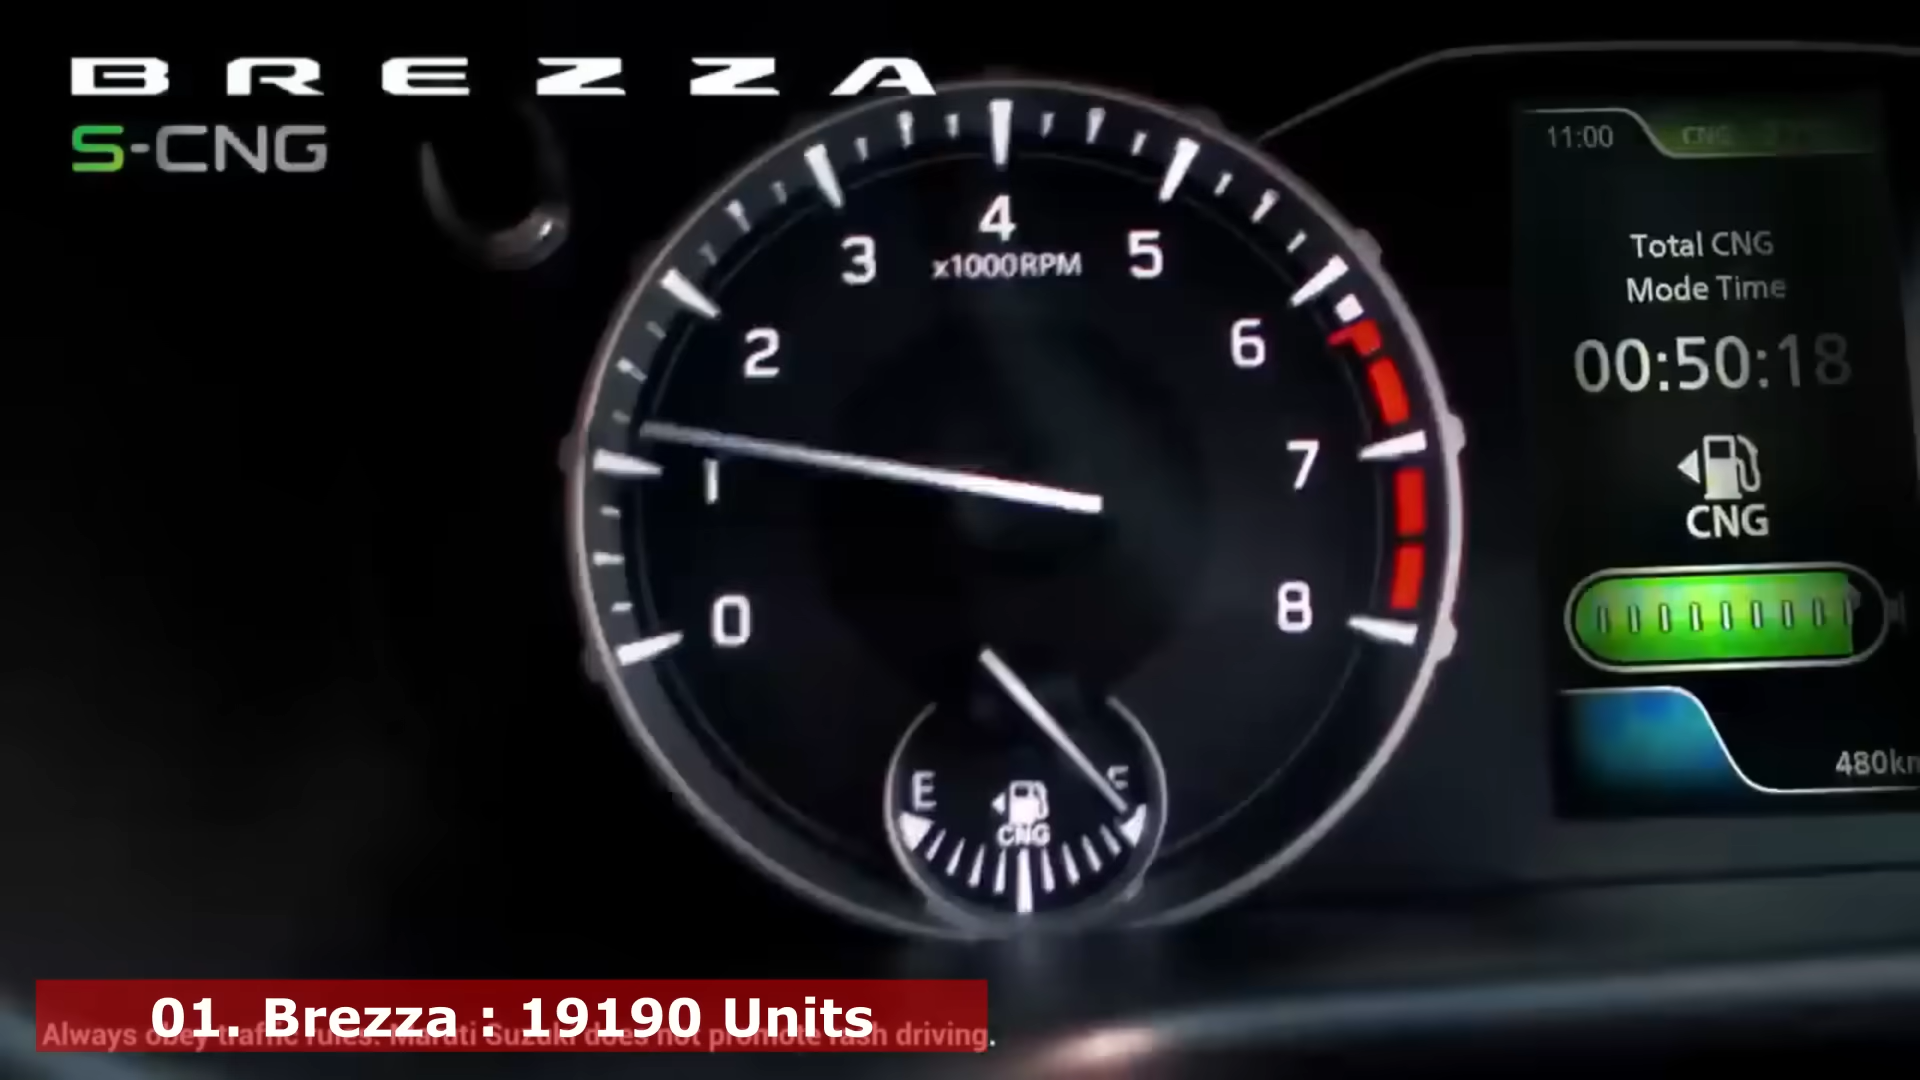 BREZZA
S-CNG
11:00 CNG
Total CNG
Mode Time
00:50:18
CNG
480km
4
x1000RPM
3
5
2
6
1
7
0
8
E
F
CNG
01. Brezza : 19190 Units
Always obey traffic rules. Maruti Suzuki does not promote rash driving.